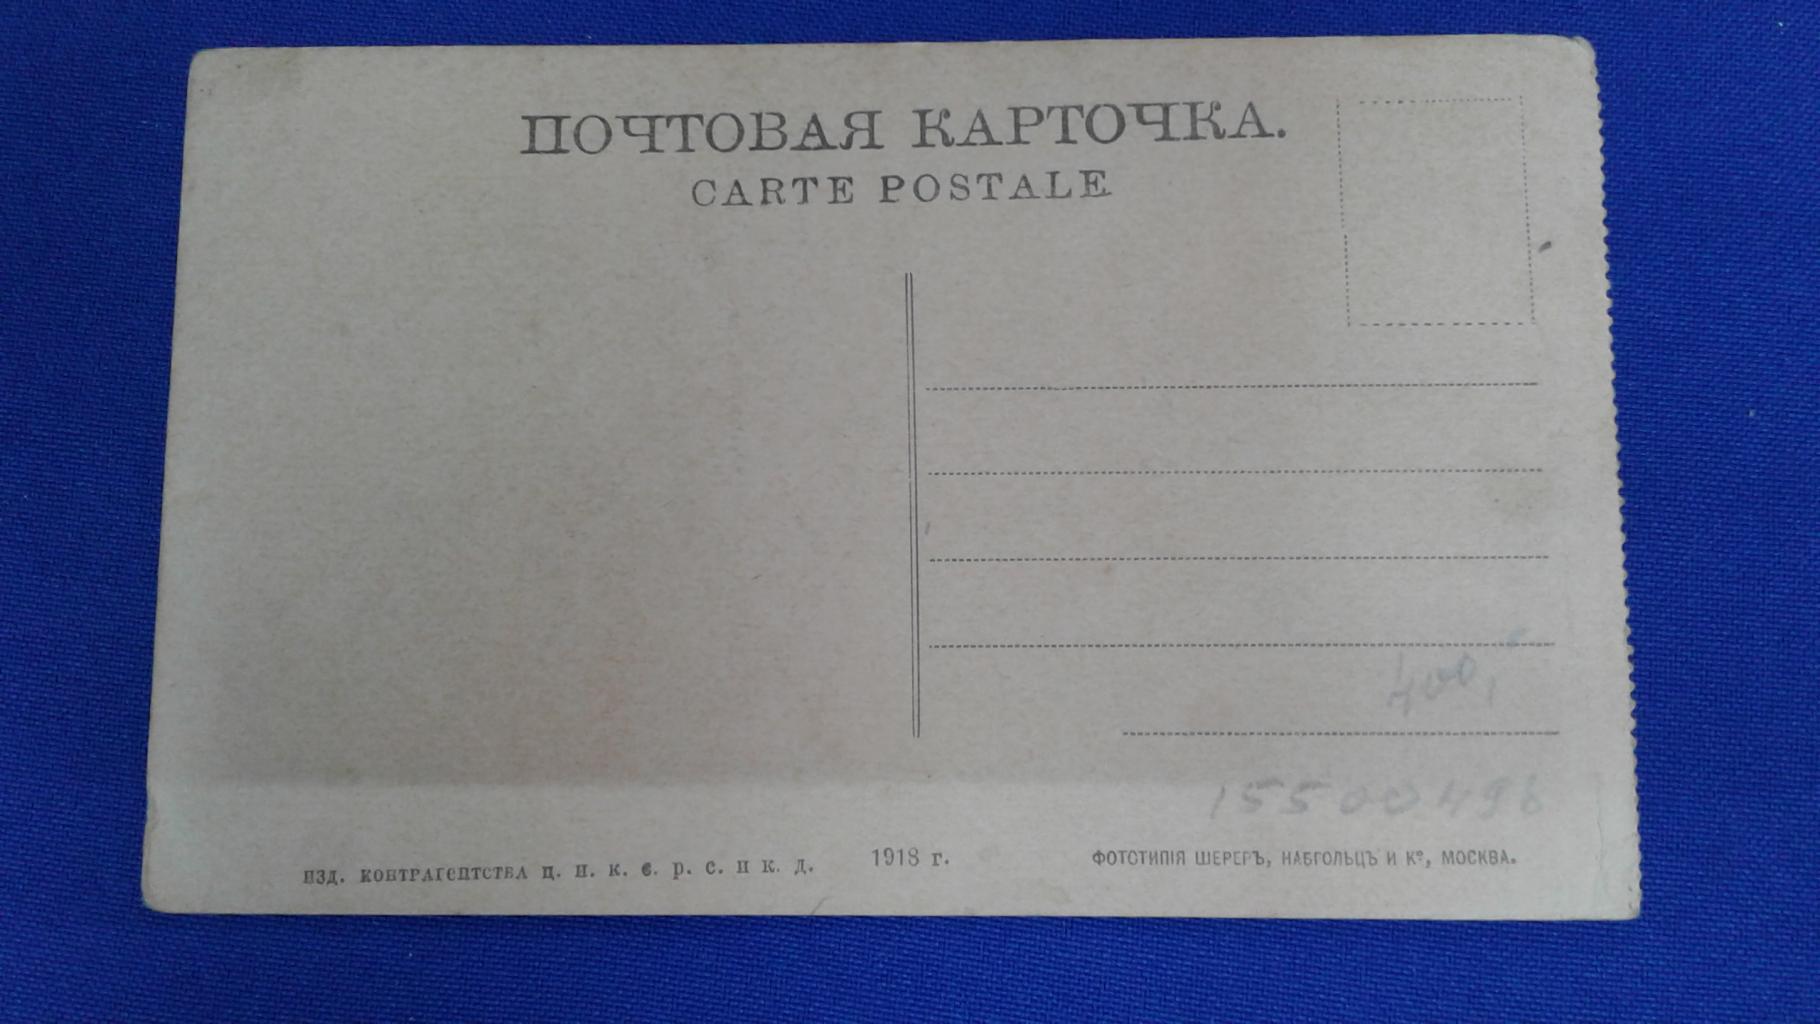 ПОЧТОВАЯ КАРТОЧКА.
CARTE POSTALE
400,
15500496
ИЗД. КОНТРАГЕНТСТВА Ц. И. К. С. Р. С. И К. Д. 1918 г. ФОТОТИПІЯ ШЕРЕРЪ, НАБГОЛЬЦЪ И Кº, МОСКВА.